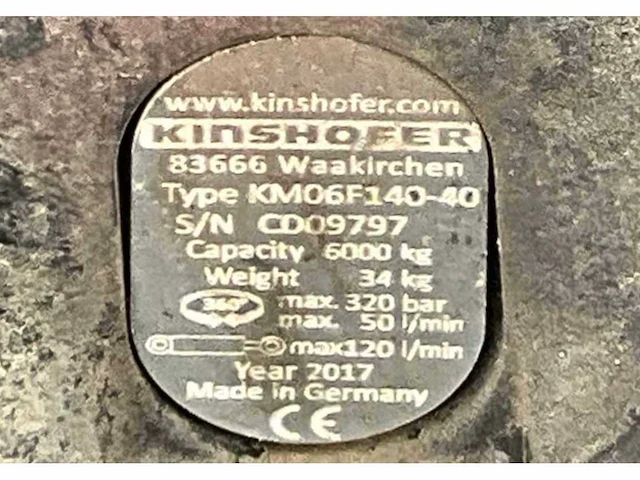 www.kinshofer.com
KINSHOFER
83666 Waakirchen
Type KM06F140-40
S/N CD09797
Capacity 6000 kg
Weight 34 kg
360° max. 320 bar
max. 50 l/min
max120 l/min
Year 2017
Made in Germany
CE